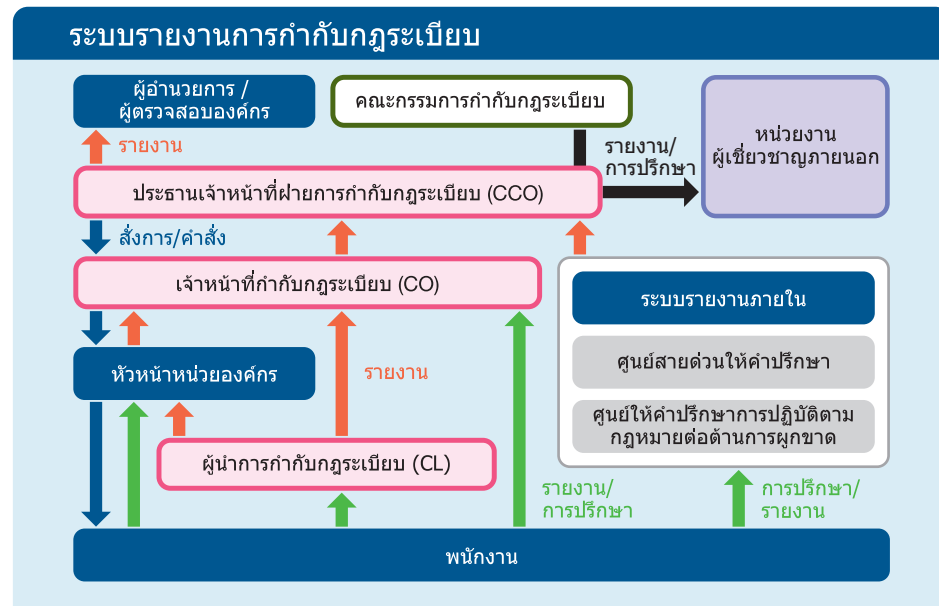 ระบบรายงานการกำกับกฎระเบียบ
ผู้อำนวยการ /
ผู้ตรวจสอบองค์กร
คณะกรรมการกำกับกฎระเบียบ
หน่วยงาน
ผู้เชี่ยวชาญภายนอก
รายงาน
รายงาน/
การปรึกษา
ประธานเจ้าหน้าที่ฝ่ายการกำกับกฎระเบียบ (CCO)
สั่งการ/คำสั่ง
เจ้าหน้าที่กำกับกฎระเบียบ (CO)
ระบบรายงานภายใน
ศูนย์สายด่วนให้คำปรึกษา
ศูนย์ให้คำปรึกษาการปฏิบัติตาม
กฎหมายต่อต้านการผูกขาด
หัวหน้าหน่วยองค์กร
รายงาน
ผู้นำการกำกับกฎระเบียบ (CL)
รายงาน/
การปรึกษา
การปรึกษา/
รายงาน
พนักงาน